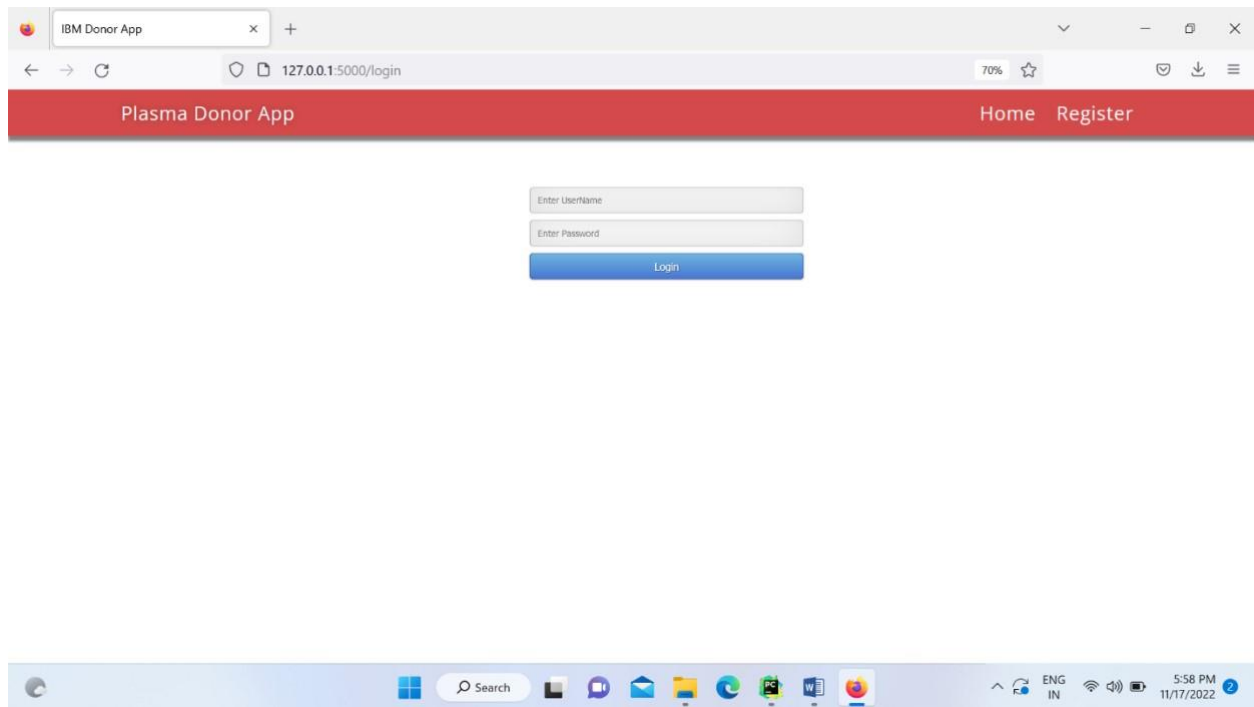 IBM Donor App
127.0.0.1:5000/login
70%
Plasma Donor App
Home Register
Enter UserName
Enter Password
Login
Search
PC
W
ENG
IN
5:58 PM
11/17/2022
2